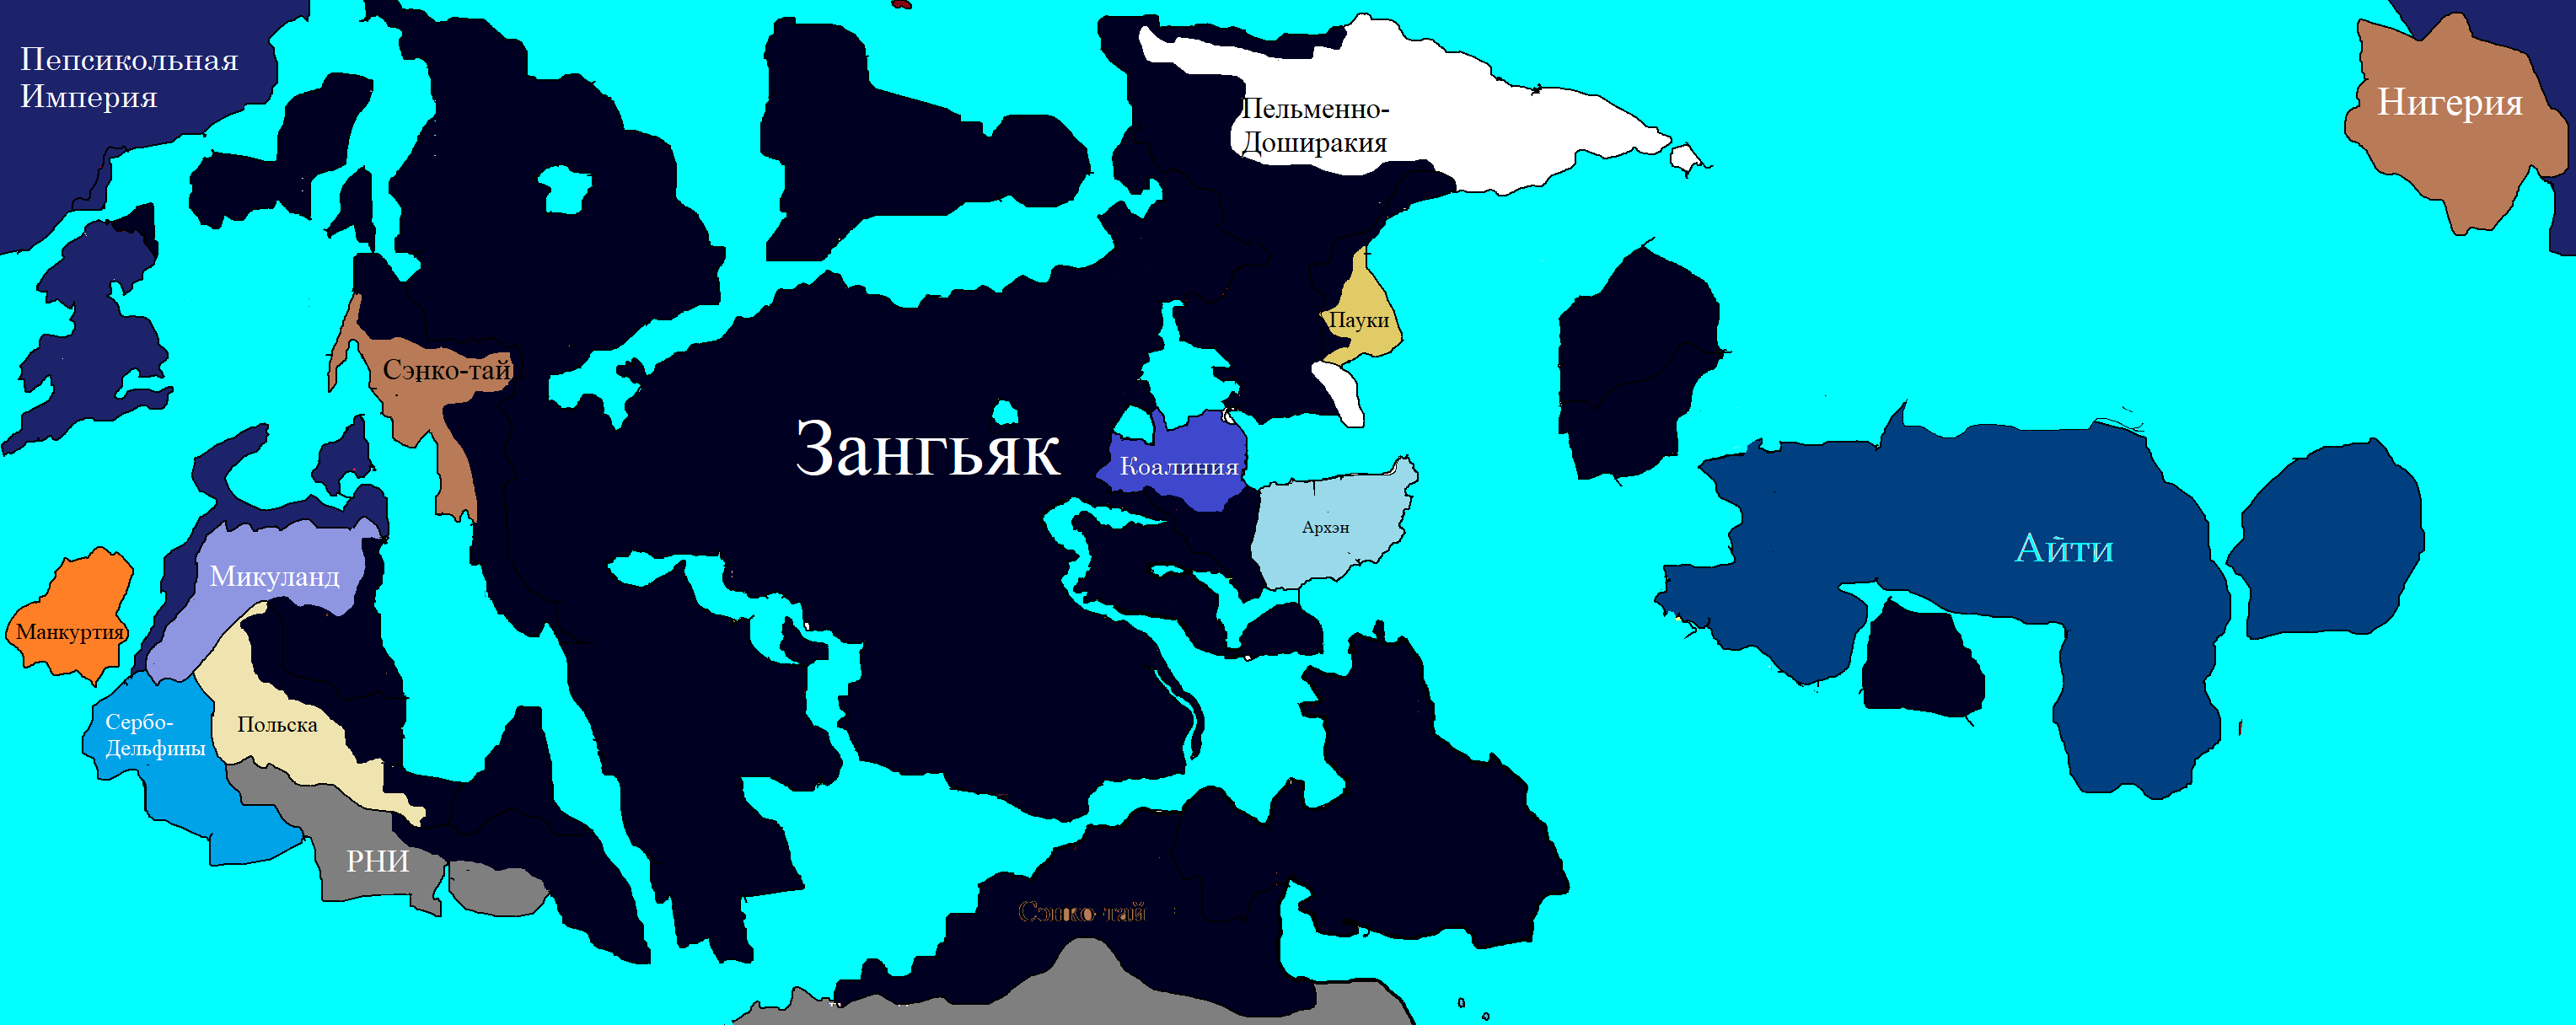 Пепсикольная
Империя
Пельменно-
Доширакия
Нигерия
Пауки
Сэнко-тай
Зангьяк
Коалиния
Архэн
Айти
Микуланд
Манкуртия
Сербо-
Дельфины
Польска
РНИ
Сэнко-тай